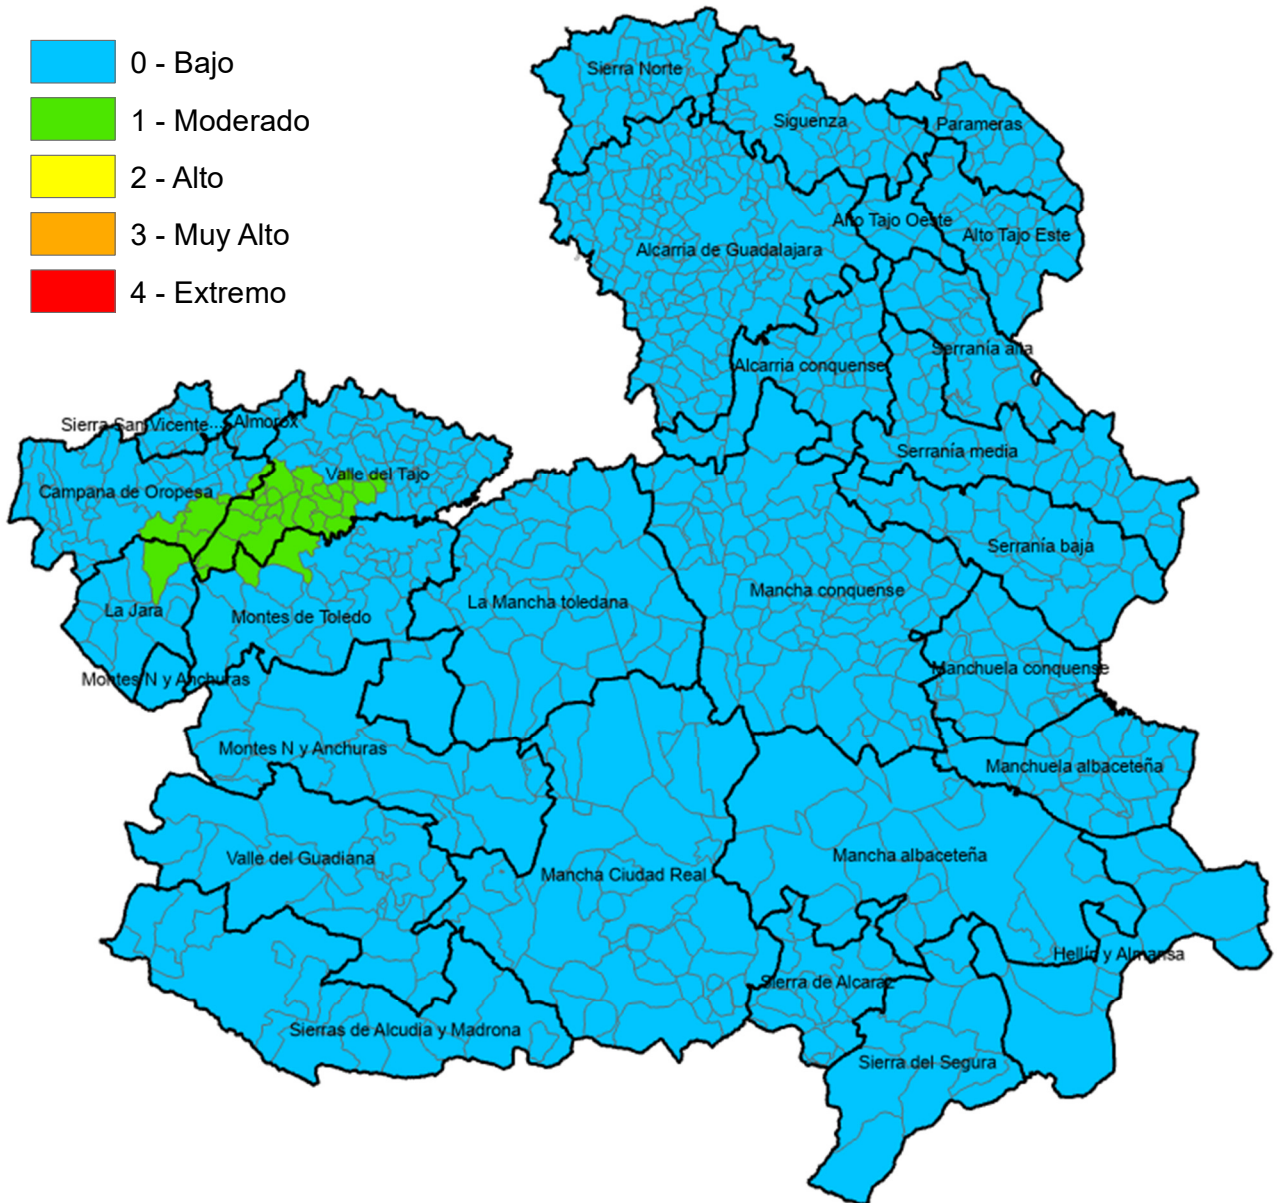 0 - Bajo
1 - Moderado
2 - Alto
3 - Muy Alto
4 - Extremo
Sierra Norte
Siguenza
Parameras
Alto Tajo Oeste
Alto Tajo Este
Alcarria de Guadalajara
Serranía alta
Alcarria conquense
Sierra San Vicente...
Almorox
Serranía media
Valle del Tajo
Campana de Oropesa
Serranía baja
Mancha conquense
La Mancha toledana
La Jara
Montes de Toledo
Manchuela conquense
Montes N y Anchuras
Montes N y Anchuras
Manchuela albaceteña
Mancha albaceteña
Valle del Guadiana
Mancha Ciudad Real
Hellín y Almansa
Sierra de Alcaraz
Sierras de Alcudia y Madrona
Sierra del Segura